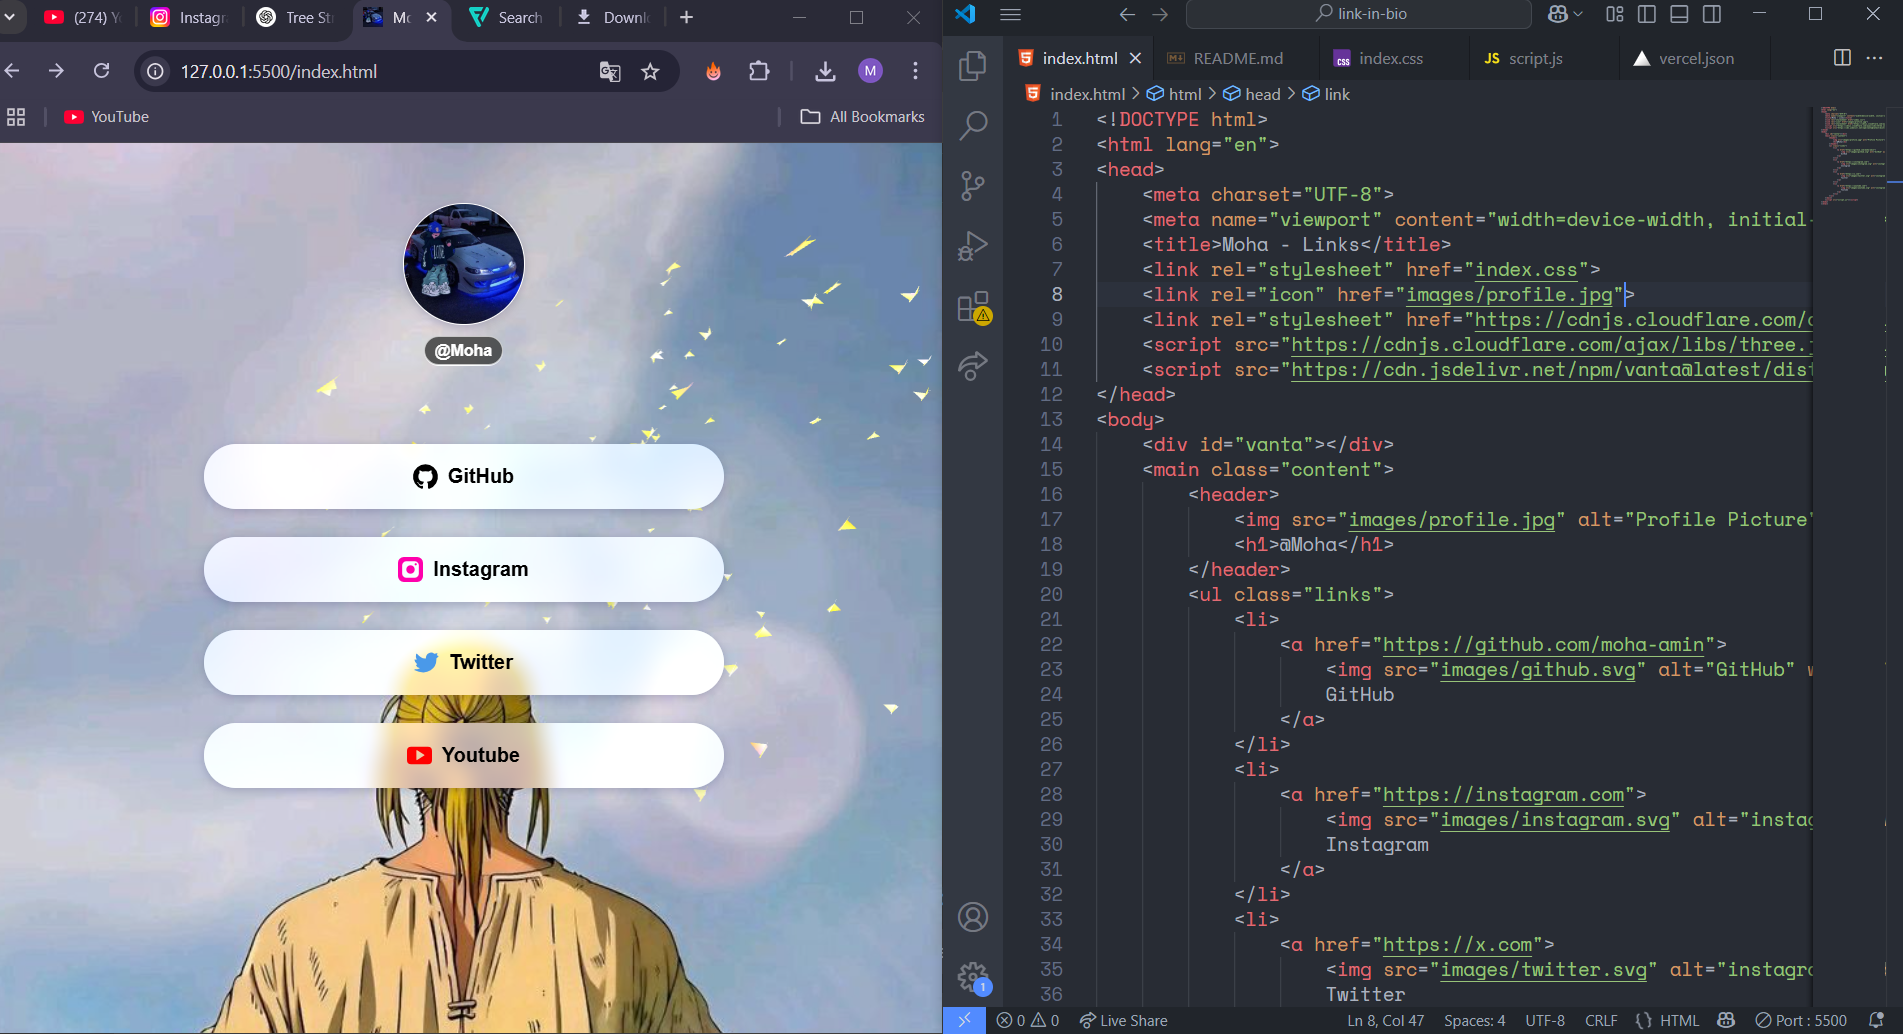 (274) Y
Instagr
Tree St
Mo
Search
Downl
127.0.0.1:5500/index.html
M
YouTube
All Bookmarks
@Moha
GitHub
Instagram
Twitter
Youtube
link-in-bio
index.html
README.md
index.css
JS script.js
vercel.json
index.html > html > head > link
1 <!DOCTYPE html>
2 <html lang="en">
3 <head>
4 <meta charset="UTF-8">
5 <meta name="viewport" content="width=device-width, initial-
6 <title>Moha - Links</title>
7 <link rel="stylesheet" href="index.css">
8 <link rel="icon" href="images/profile.jpg">
9 <link rel="stylesheet" href="https://cdnjs.cloudflare.com/
10 <script src="https://cdnjs.cloudflare.com/ajax/libs/three.
11 <script src="https://cdn.jsdelivr.net/npm/vanta@latest/dist
12 </head>
13 <body>
14 <div id="vanta"></div>
15 <main class="content">
16 <header>
17 <img src="images/profile.jpg" alt="Profile Picture"
18 <h1>@Moha</h1>
19 </header>
20 <ul class="links">
21 <li>
22 <a href="https://github.com/moha-amin">
23 <img src="images/github.svg" alt="GitHub" w
24 GitHub
25 </a>
26 </li>
27 <li>
28 <a href="https://instagram.com">
29 <img src="images/instagram.svg" alt="instag
30 Instagram
31 </a>
32 </li>
33 <li>
34 <a href="https://x.com">
35 <img src="images/twitter.svg" alt="instagr
36 Twitter
1
0 0 Live Share Ln 8, Col 47 Spaces: 4 UTF-8 CRLF {} HTML Port : 5500